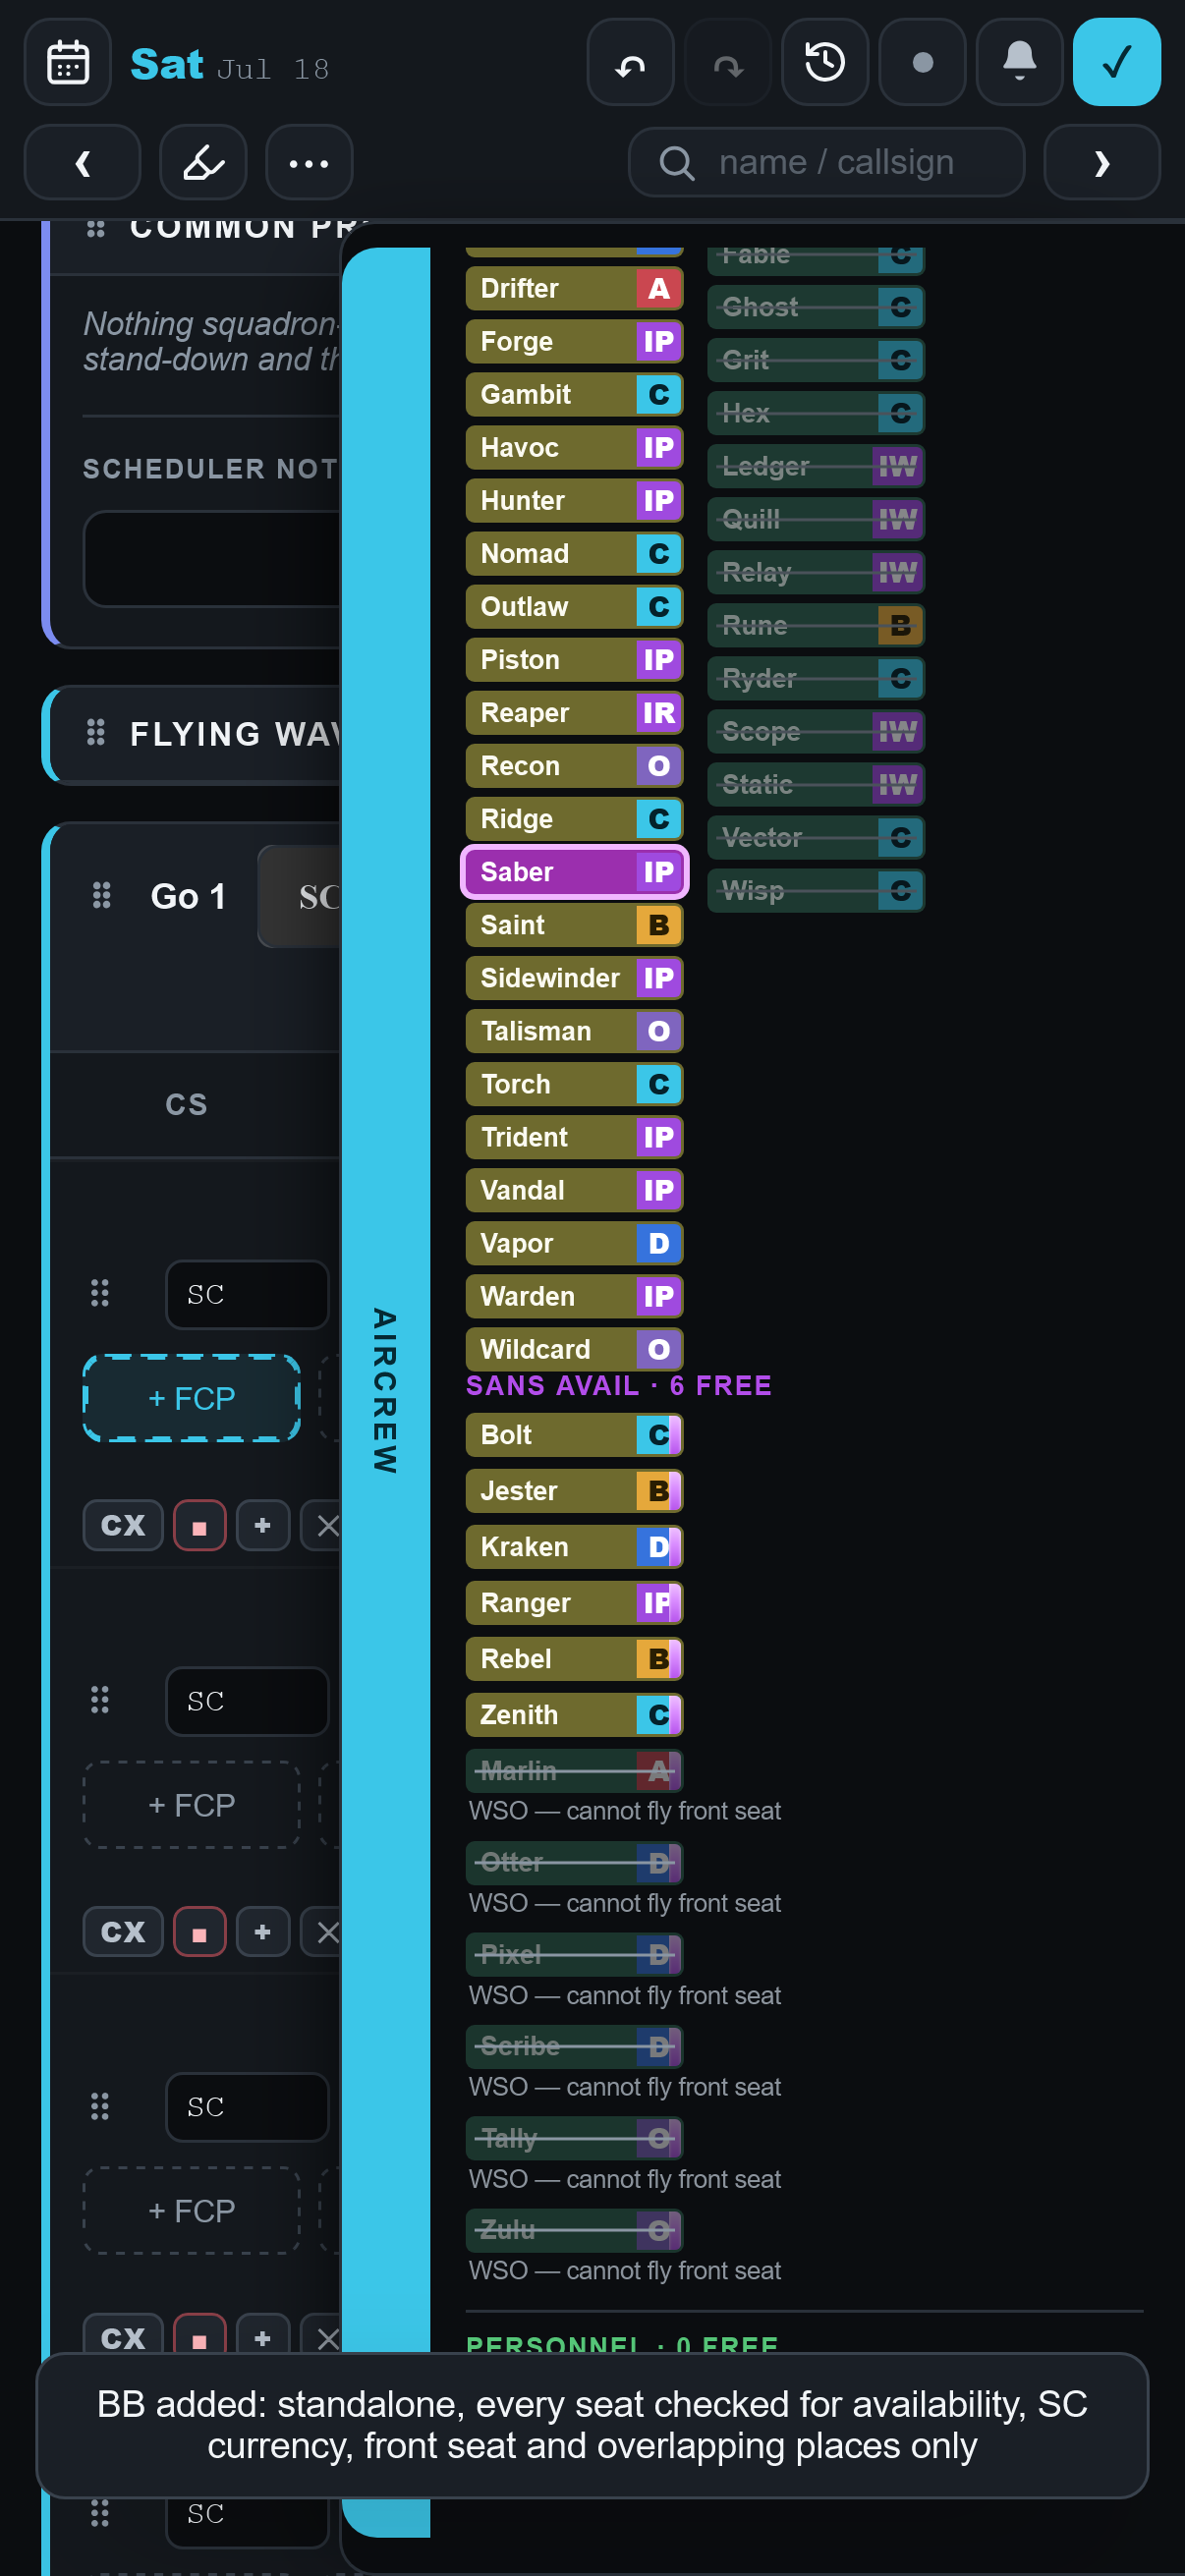 Sat Jul 18
name / callsign
COMMON PR
Nothing squadron-
stand-down and th
SCHEDULER NOT
FLYING WAV
Go 1
SC
CS
SC
+ FCP
CX
+
SC
+ FCP
CX
+
SC
+ FCP
CX
+
SC
AIRCREW
Drifter A
Forge IP
Gambit C
Havoc IP
Hunter IP
Nomad C
Outlaw C
Piston IP
Reaper IR
Recon O
Ridge C
Saber IP
Saint B
Sidewinder IP
Talisman O
Torch C
Trident IP
Vandal IP
Vapor D
Warden IP
Wildcard O
Fable C
Ghost C
Grit C
Hex C
Ledger IW
Quill IW
Relay IW
Rune B
Ryder C
Scope IW
Static IW
Vector C
Wisp C
SANS AVAIL · 6 FREE
Bolt C
Jester B
Kraken D
Ranger IP
Rebel B
Zenith C
Marlin A
WSO — cannot fly front seat
Otter D
WSO — cannot fly front seat
Pixel D
WSO — cannot fly front seat
Scribe D
WSO — cannot fly front seat
Tally O
WSO — cannot fly front seat
Zulu O
WSO — cannot fly front seat
PERSONNEL · 0 FREE
BB added: standalone, every seat checked for availability, SC
currency, front seat and overlapping places only